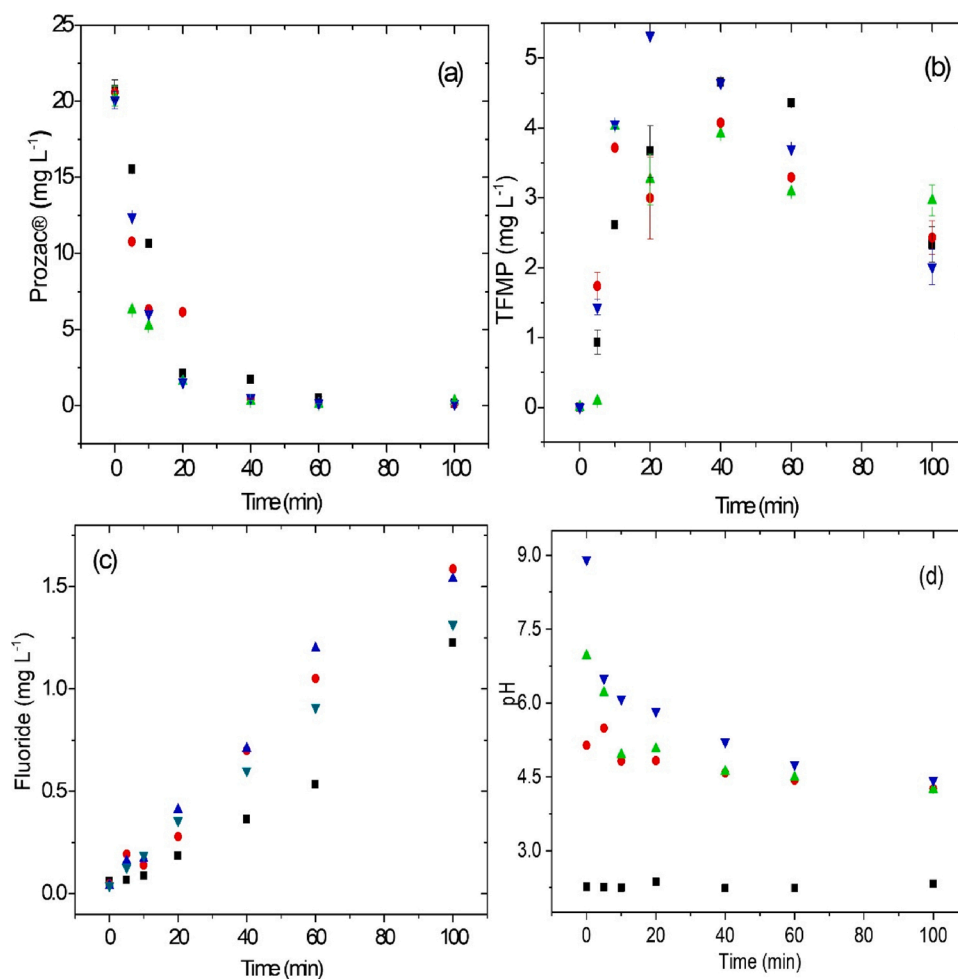 (a)
Prozac® (mg L⁻¹)
25
20
15
10
5
0
0 20 40 60 80 100
Time (min)
(b)
TFMP (mg L⁻¹)
5
4
3
2
1
0
0 20 40 60 80 100
Time (min)
(c)
Fluoride (mg L⁻¹)
1.5
1.0
0.5
0.0
0 20 40 60 80 100
Time (min)
(d)
pH
9.0
7.5
6.0
4.5
3.0
0 20 40 60 80 100
Time (min)